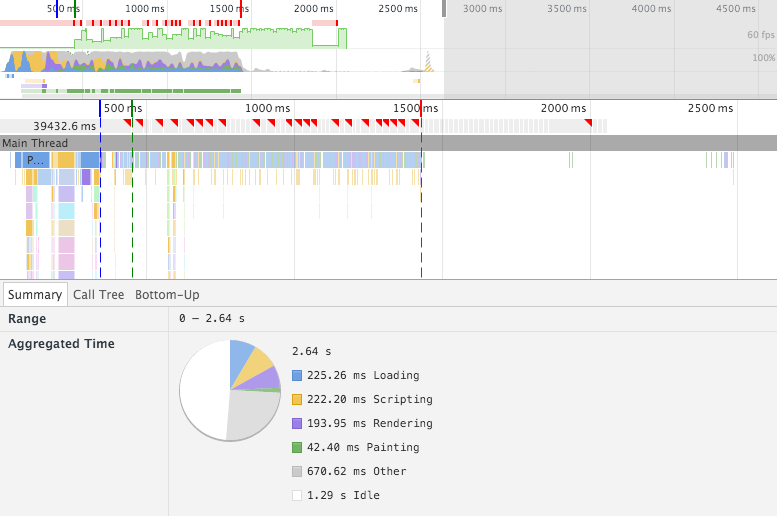 500 ms 1000 ms 1500 ms 2000 ms 2500 ms 3000 ms 3500 ms 4000 ms 4500 ms
60 fps
100%
500 ms 1000 ms 1500 ms 2000 ms 2500 ms
39432.6 ms
Main Thread
P...
Summary Call Tree Bottom-Up
Range 0 – 2.64 s
Aggregated Time
2.64 s
225.26 ms Loading
222.20 ms Scripting
193.95 ms Rendering
42.40 ms Painting
670.62 ms Other
1.29 s Idle